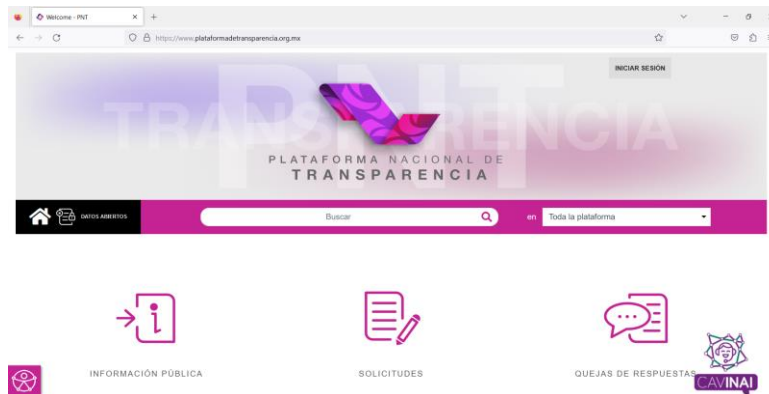 Welcome - PNT
https://www.plataformadetransparencia.org.mx
INICIAR SESIÓN
PNT
TRANSPARENCIA
PLATAFORMA NACIONAL DE
TRANSPARENCIA
DATOS ABIERTOS
Buscar
en
Toda la plataforma
INFORMACIÓN PÚBLICA
SOLICITUDES
QUEJAS DE RESPUESTAS
CAVINAI